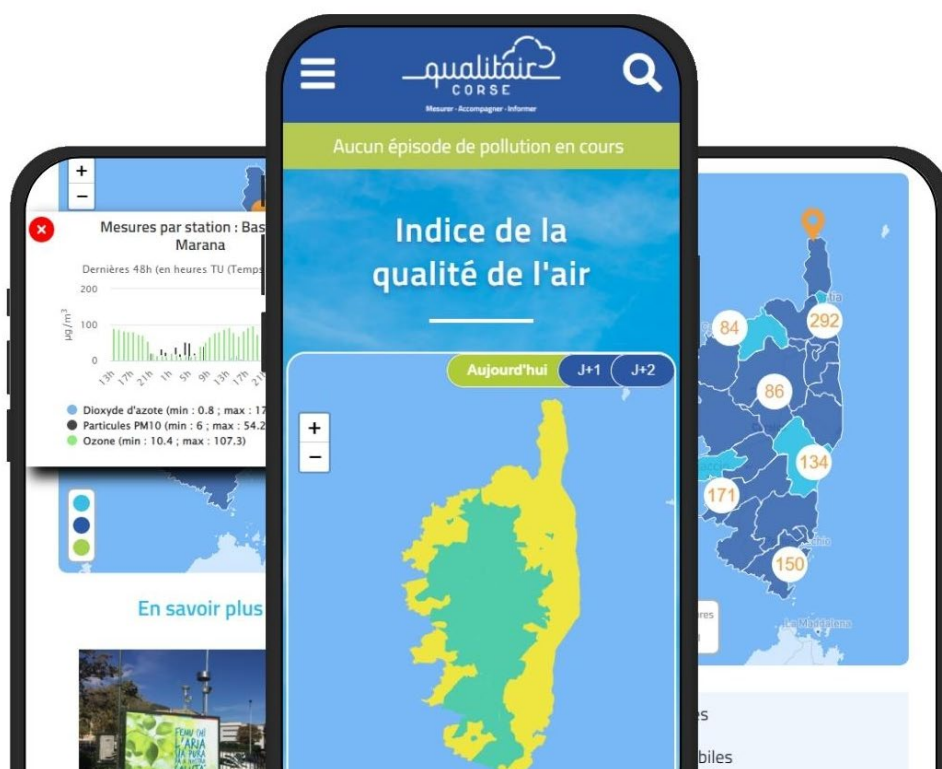 qualitair
CORSE
Mesurer - Accompagner - Informer
Aucun épisode de pollution en cours
Indice de la
qualité de l'air
Aujourd'hui
J+1
J+2
+
−
+
−
Mesures par station : Bas
Marana
Dernières 48h (en heures TU (Temps
200
µg/m³
100
0
13h 17h 21h 1h 5h 9h 13h 17h 21
Dioxyde d'azote (min : 0.8 ; max : 17
Particules PM10 (min : 6 ; max : 54.2
Ozone (min : 10.4 ; max : 107.3)
En savoir plus
FENU CHÌ
L'ARIA
84
292
86
134
171
150
La Maddalena
biles